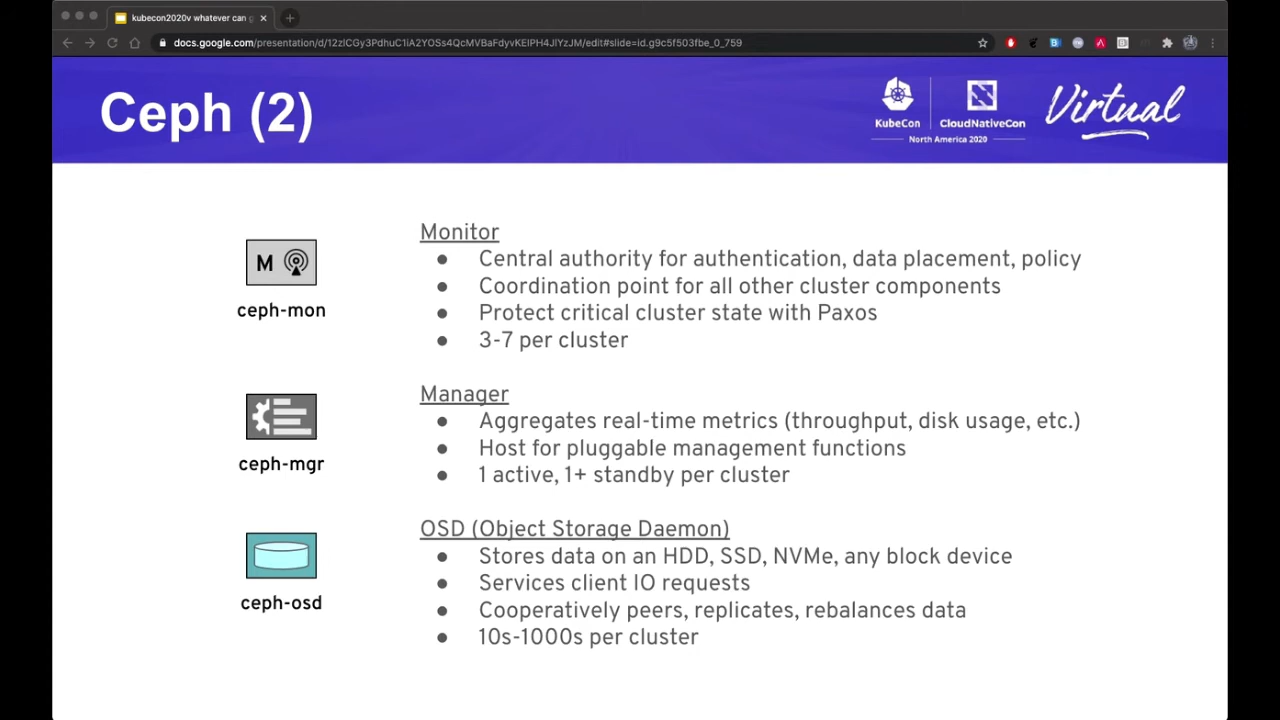 kubecon2020v whatever can g
docs.google.com/presentation/d/12zlCGy3PdhuC1iA2YOSs4QcMVBaFdyvKEIPH4JlYzJM/edit#slide=id.g9c5f503fbe_0_759
Ceph (2)
KubeCon
CloudNativeCon
North America 2020
Virtual
Monitor
● Central authority for authentication, data placement, policy
● Coordination point for all other cluster components
● Protect critical cluster state with Paxos
● 3-7 per cluster
M
ceph-mon
Manager
● Aggregates real-time metrics (throughput, disk usage, etc.)
● Host for pluggable management functions
● 1 active, 1+ standby per cluster
ceph-mgr
OSD (Object Storage Daemon)
● Stores data on an HDD, SSD, NVMe, any block device
● Services client IO requests
● Cooperatively peers, replicates, rebalances data
● 10s-1000s per cluster
ceph-osd